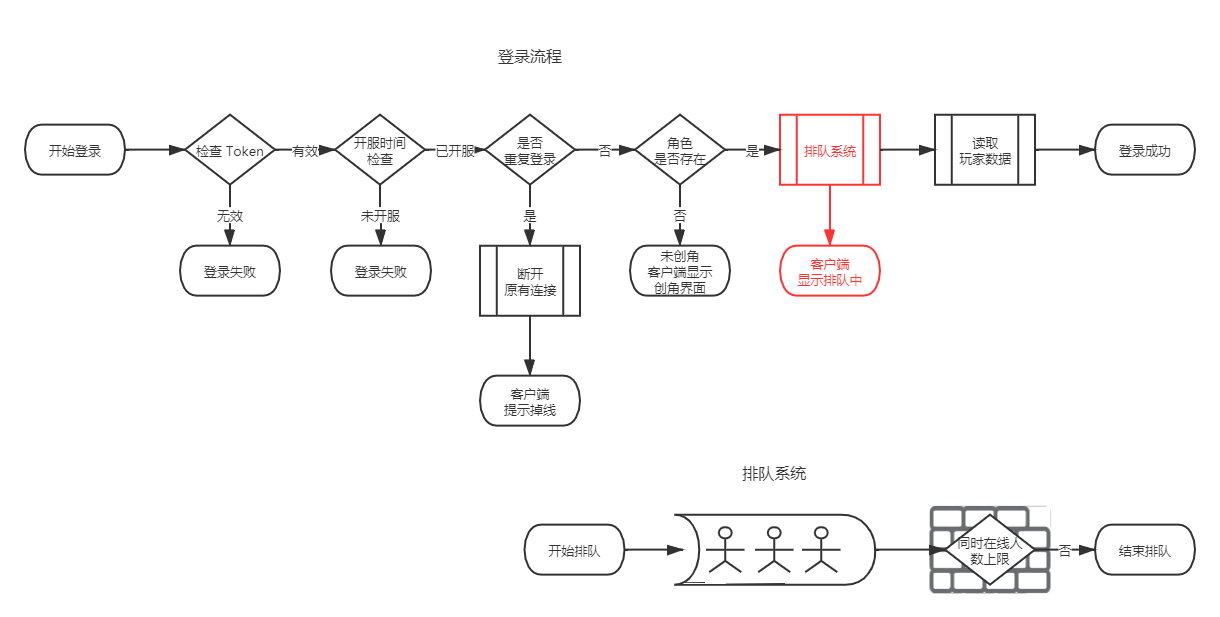 登录流程
开始登录
检查 Token
有效
开服时间
检查
已开服
是否
重复登录
否
角色
是否存在
是
排队系统
读取
玩家数据
登录成功
无效
未开服
是
否
登录失败
登录失败
断开
原有连接
未创角
客户端显示
创角界面
客户端
显示排队中
客户端
提示掉线
排队系统
开始排队
同时在线人
数上限
否
结束排队